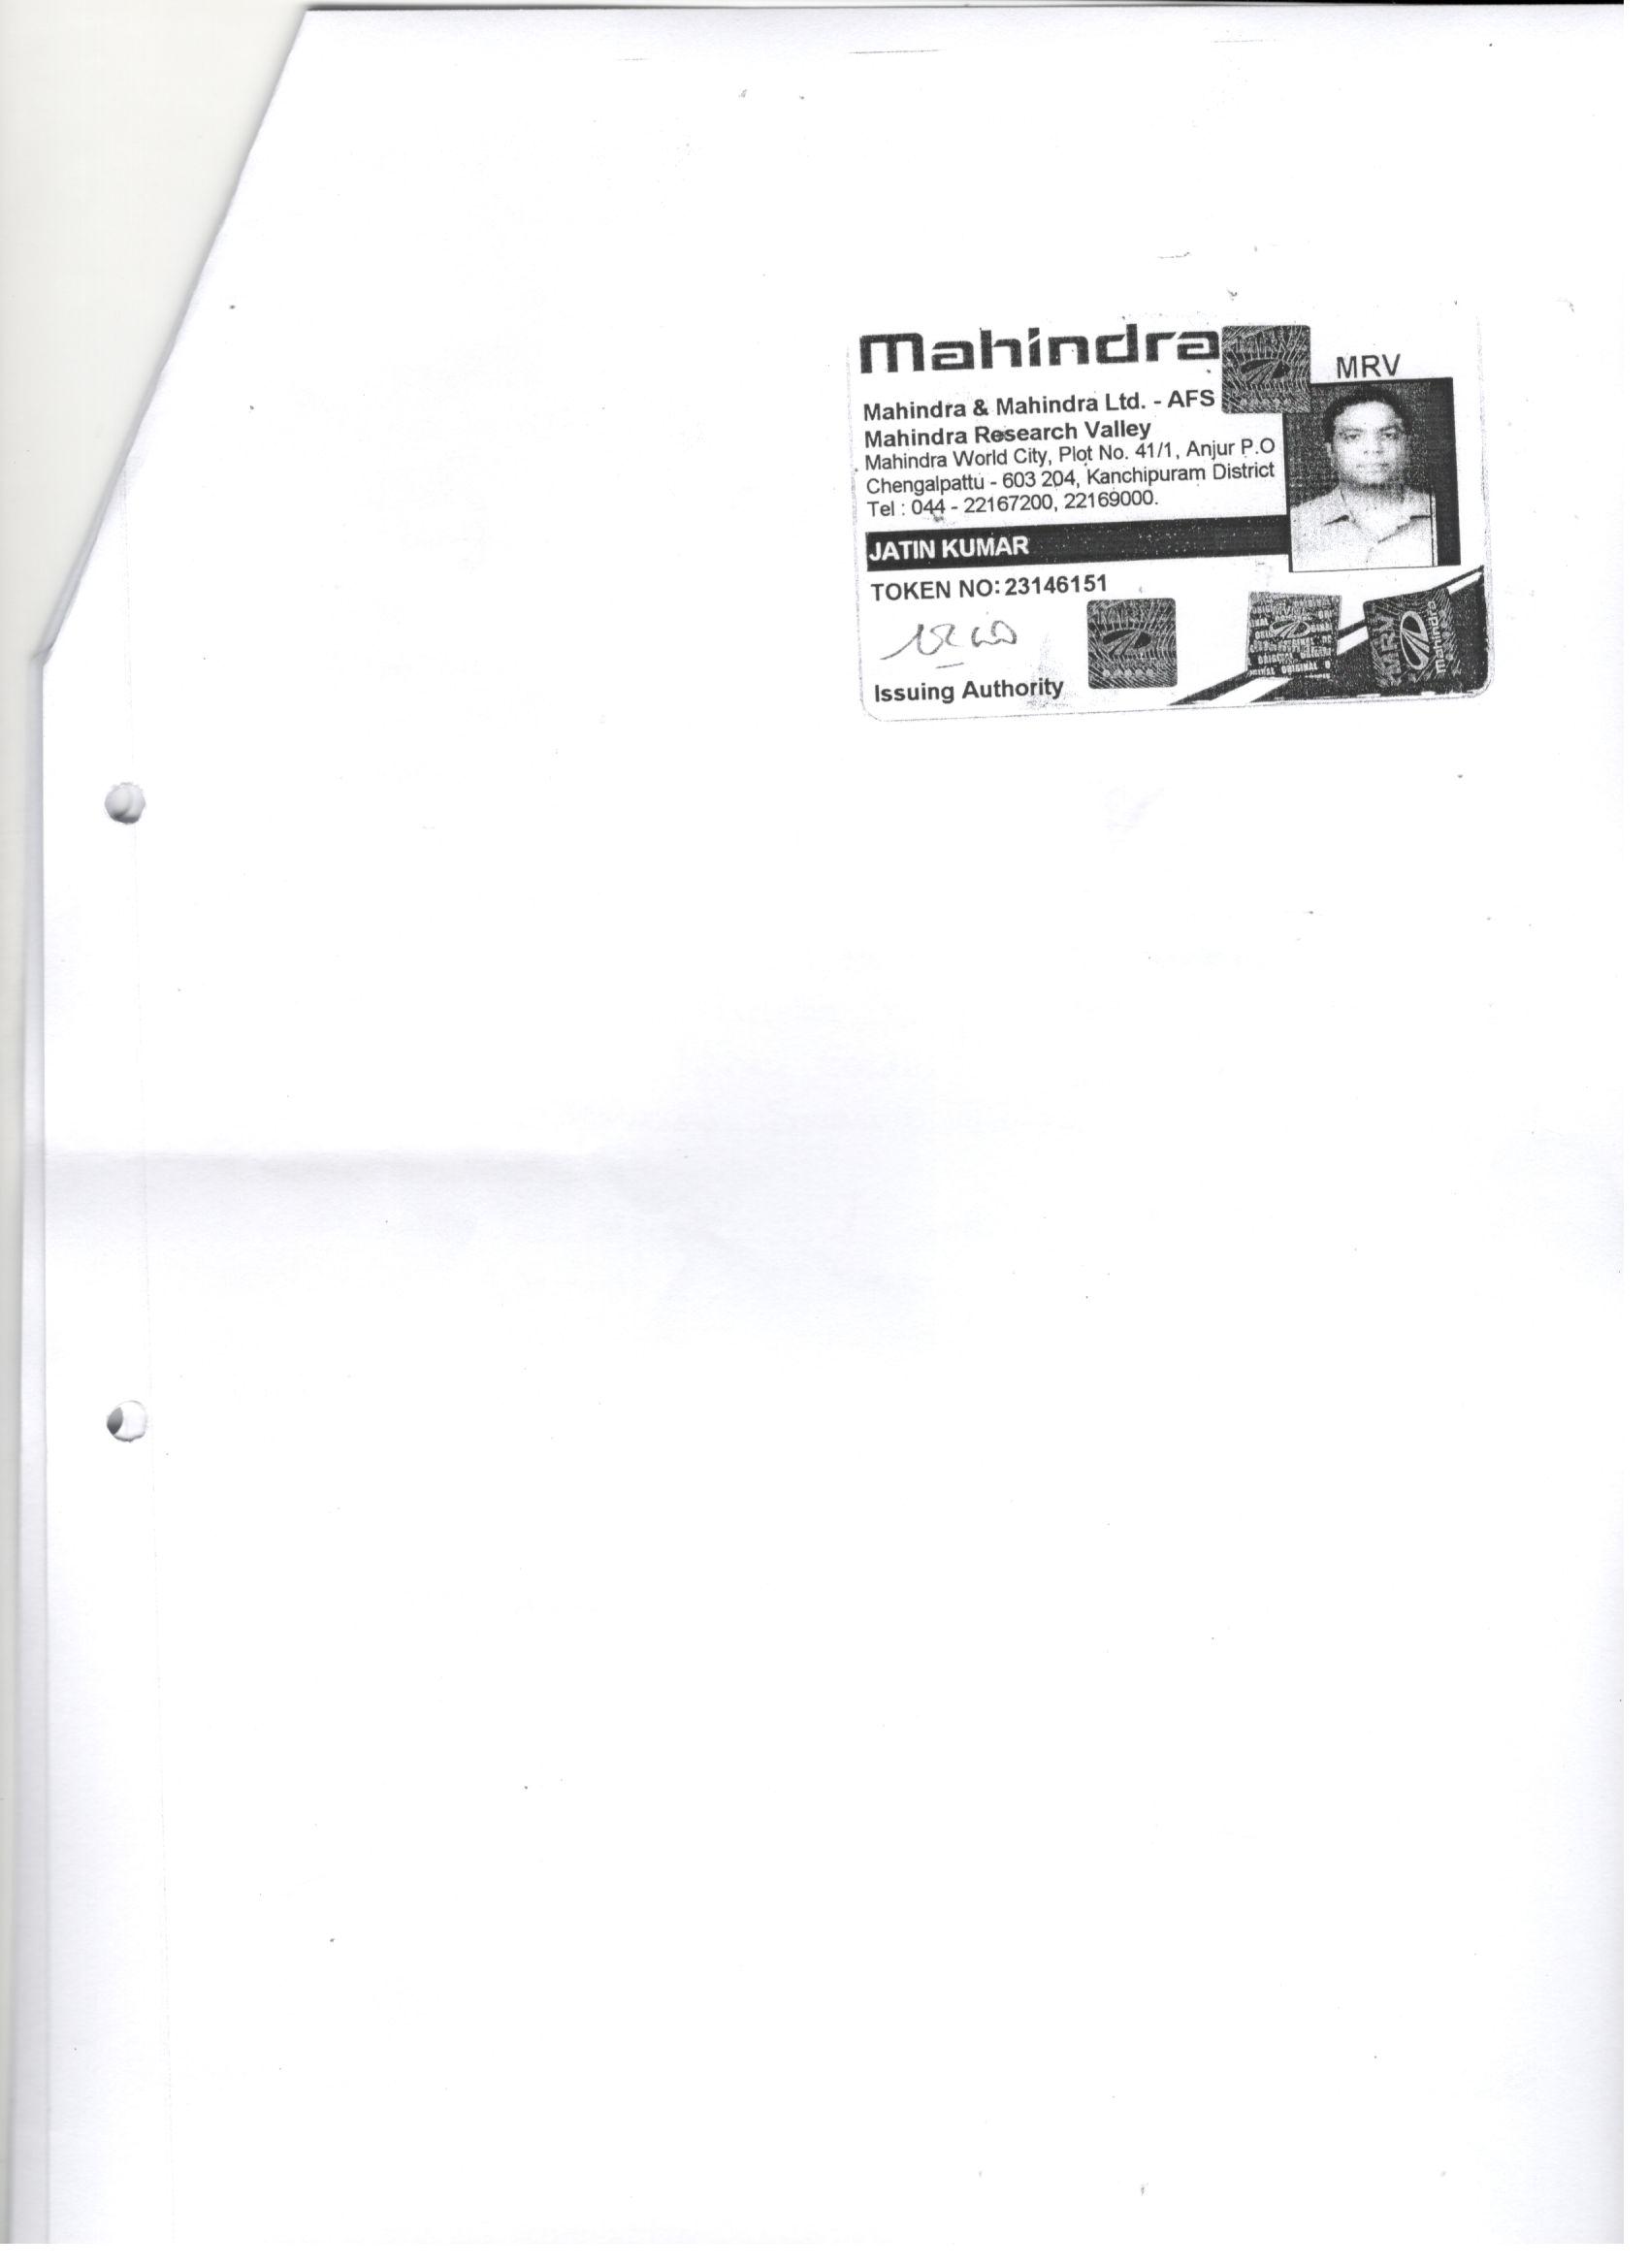 Mahindra
MRV
Mahindra & Mahindra Ltd. - AFS
Mahindra Research Valley
Mahindra World City, Plot No. 41/1, Anjur P.O
Chengalpattu - 603 204, Kanchipuram District
Tel : 044 - 22167200, 22169000.
JATIN KUMAR
TOKEN NO: 23146151
Issuing Authority
ORIGINAL
MRV
mahindra